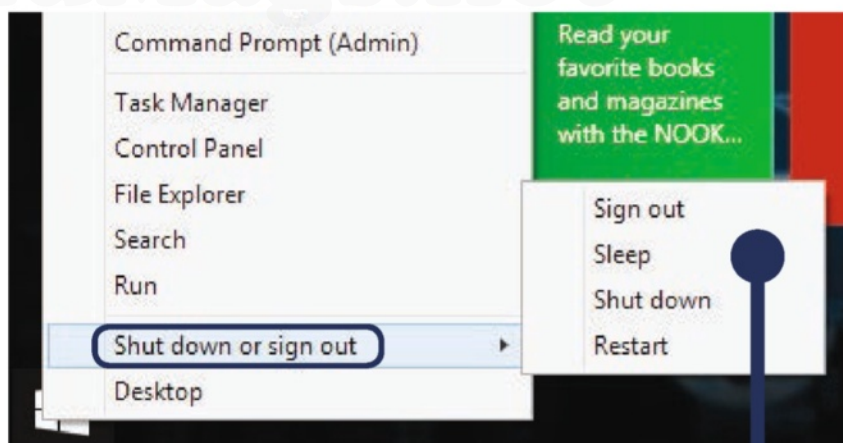 Command Prompt (Admin)
Task Manager
Control Panel
File Explorer
Search
Run
Shut down or sign out
Desktop
Read your
favorite books
and magazines
with the NOOK...
Sign out
Sleep
Shut down
Restart